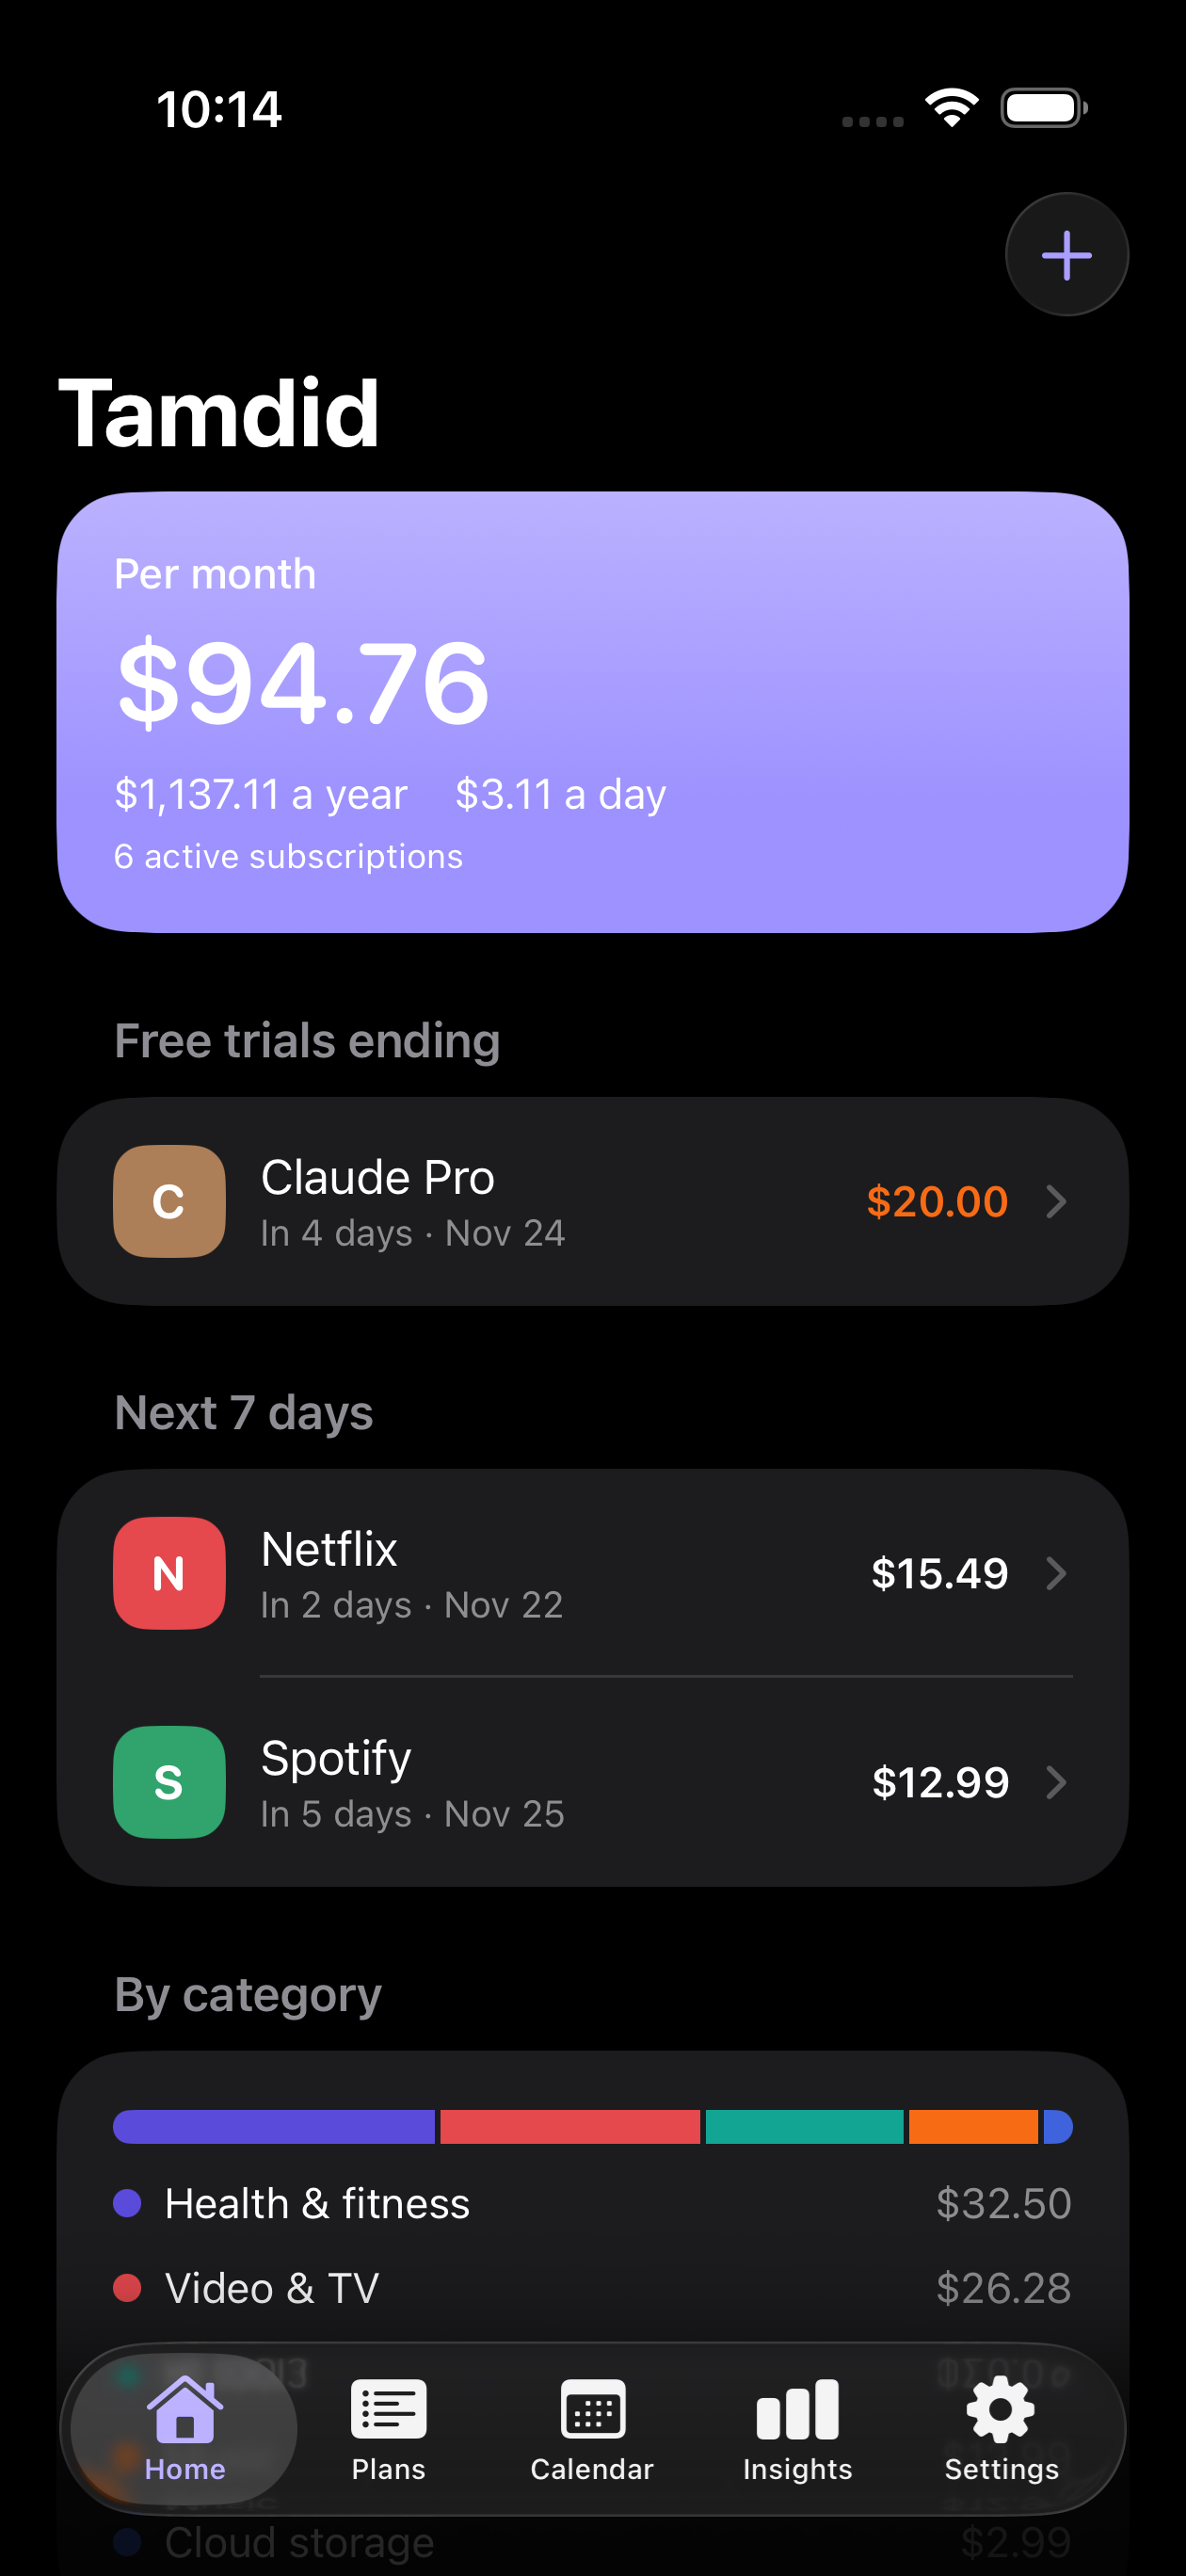 10:14
Tamdid
Per month
$94.76
$1,137.11 a year $3.11 a day
6 active subscriptions
Free trials ending
C
Claude Pro
In 4 days · Nov 24
$20.00
Next 7 days
N
Netflix
In 2 days · Nov 22
$15.49
S
Spotify
In 5 days · Nov 25
$12.99
By category
Health & fitness $32.50
Video & TV $26.28
Home Plans Calendar Insights Settings
Cloud storage $2.99